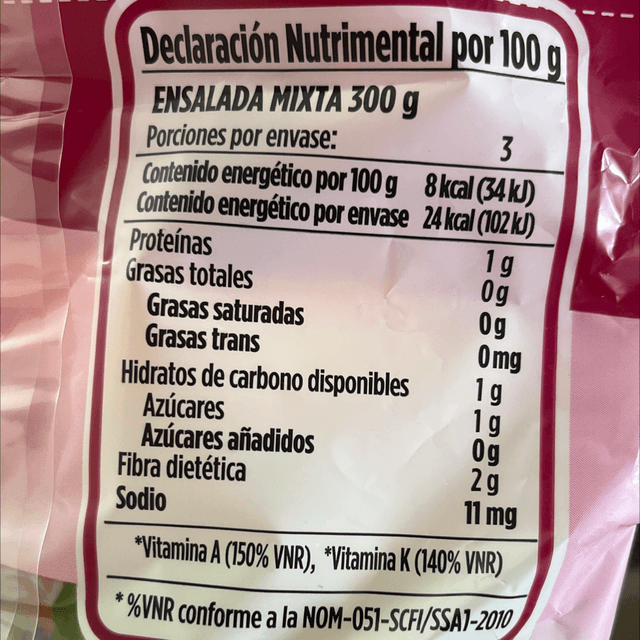 Declaración Nutrimental por 100 g
ENSALADA MIXTA 300 g
Porciones por envase: 3
Contenido energético por 100 g 8 kcal (34 kJ)
Contenido energético por envase 24 kcal (102 kJ)
Proteínas 1 g
Grasas totales 0g
Grasas saturadas 0g
Grasas trans 0 mg
Hidratos de carbono disponibles 1 g
Azúcares 1 g
Azúcares añadidos 0g
Fibra dietética 2 g
Sodio 11 mg
*Vitamina A (150% VNR), *Vitamina K (140% VNR)
*%VNR conforme a la NOM-051-SCFI/SSA1-2010